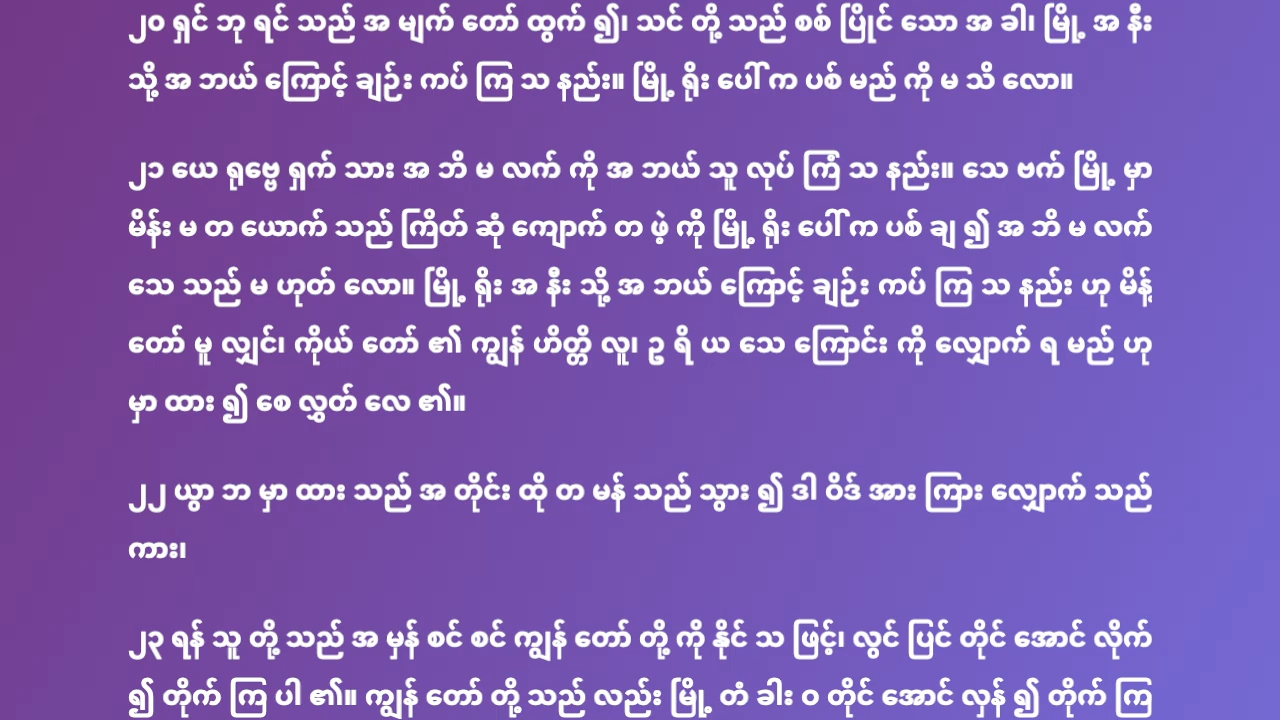 ၂၀ ရှင် ဘု ရင် သည် အ မျက် တော် ထွက် ၍၊ သင် တို့ သည် စစ် ပြိုင် သော အ ခါ၊ မြို့ အ နီး
သို့ အ ဘယ် ကြောင့် ချဉ်း ကပ် ကြ သ နည်း။ မြို့ ရိုး ပေါ် က ပစ် မည် ကို မ သိ လော။
၂၁ ယေ ရုဗ္ဗေ ရှက် သား အ ဘိ မ လက် ကို အ ဘယ် သူ လုပ် ကြံ သ နည်း။ သေ ဗက် မြို့ မှာ
မိန်း မ တ ယောက် သည် ကြိတ် ဆုံ ကျောက် တ ဖဲ့ ကို မြို့ ရိုး ပေါ် က ပစ် ချ ၍ အ ဘိ မ လက်
သေ သည် မ ဟုတ် လော။ မြို့ ရိုး အ နီး သို့ အ ဘယ် ကြောင့် ချဉ်း ကပ် ကြ သ နည်း ဟု မိန့်
တော် မူ လျှင်၊ ကိုယ် တော် ၏ ကျွန် ဟိတ္တိ လူ၊ ဥ ရိ ယ သေ ကြောင်း ကို လျှောက် ရ မည် ဟု
မှာ ထား ၍ စေ လွှတ် လေ ၏။
၂၂ ယွာ ဘ မှာ ထား သည် အ တိုင်း ထို တ မန် သည် သွား ၍ ဒါ ဝိဒ် အား ကြား လျှောက် သည်
ကား၊
၂၃ ရန် သူ တို့ သည် အ မှန် စင် စင် ကျွန် တော် တို့ ကို နိုင် သ ဖြင့်၊ လွင် ပြင် တိုင် အောင် လိုက်
၍ တိုက် ကြ ပါ ၏။ ကျွန် တော် တို့ သည် လည်း မြို့ တံ ခါး ဝ တိုင် အောင် လှန် ၍ တိုက် ကြ